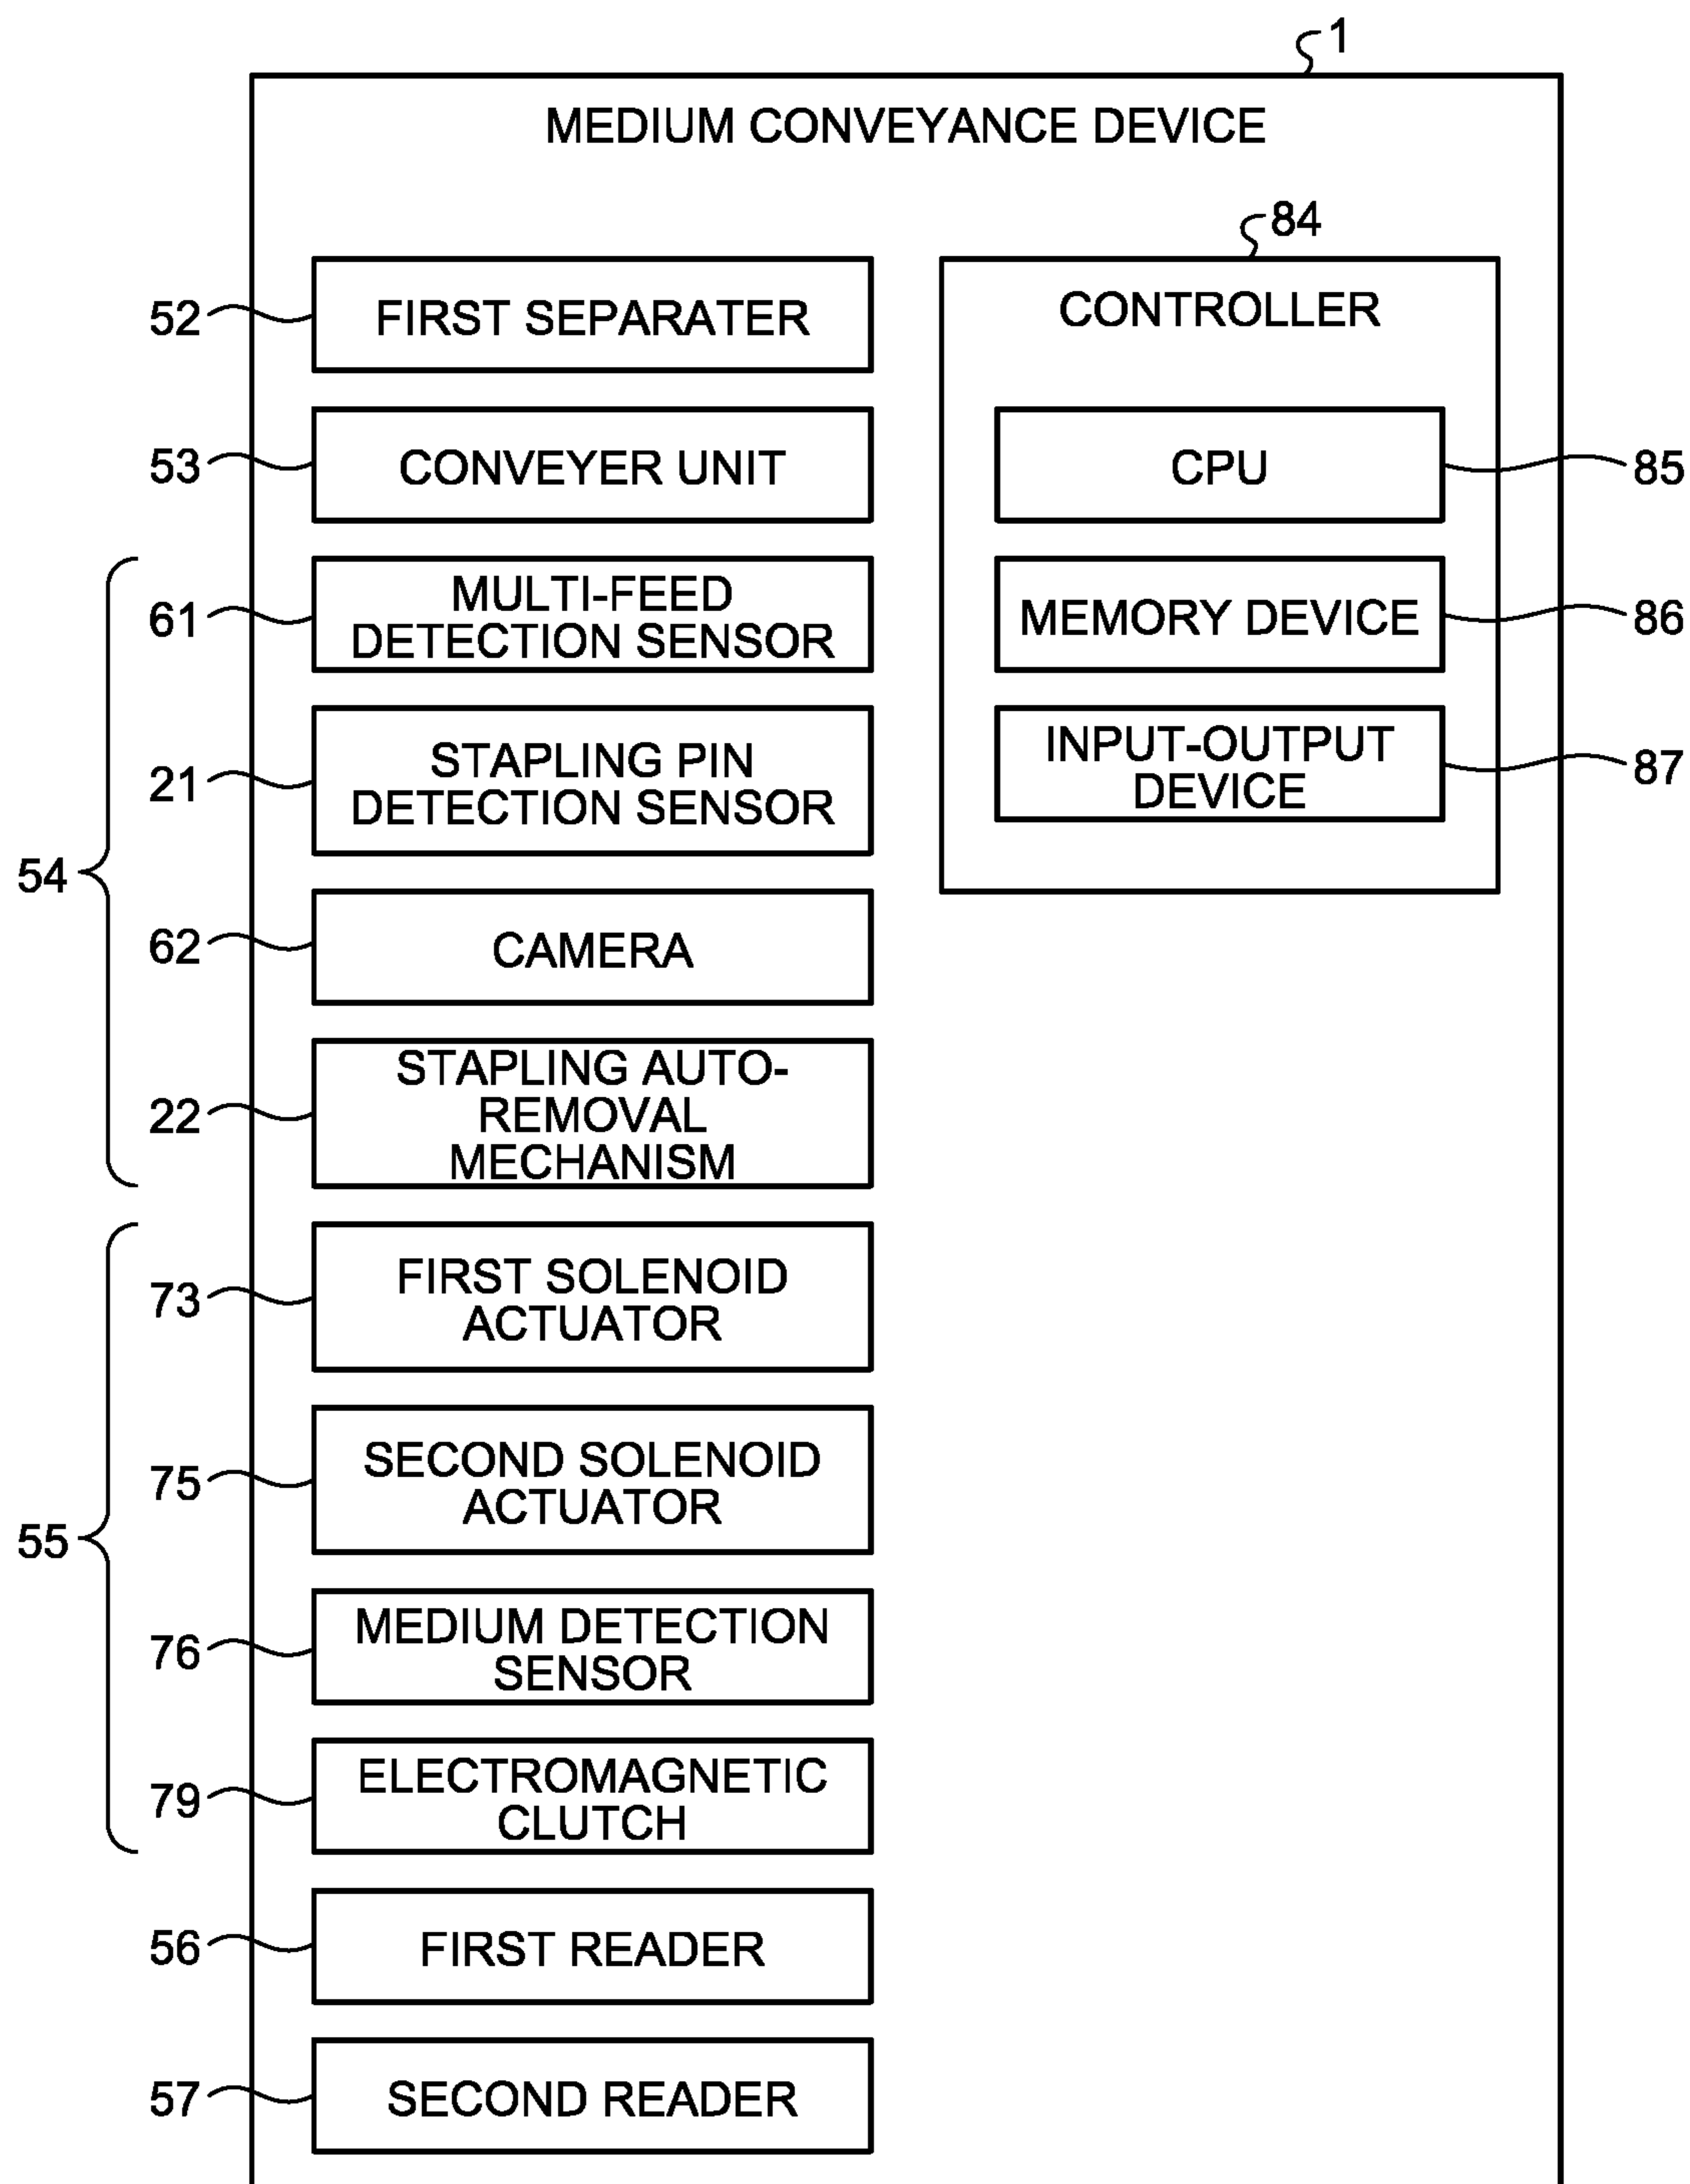 1
MEDIUM CONVEYANCE DEVICE
84
52
FIRST SEPARATER
CONTROLLER
53
CONVEYER UNIT
CPU
85
54
61
MULTI-FEED
DETECTION SENSOR
MEMORY DEVICE
86
21
STAPLING PIN
DETECTION SENSOR
INPUT-OUTPUT
DEVICE
87
62
CAMERA
22
STAPLING AUTO-
REMOVAL
MECHANISM
55
73
FIRST SOLENOID
ACTUATOR
75
SECOND SOLENOID
ACTUATOR
76
MEDIUM DETECTION
SENSOR
79
ELECTROMAGNETIC
CLUTCH
56
FIRST READER
57
SECOND READER